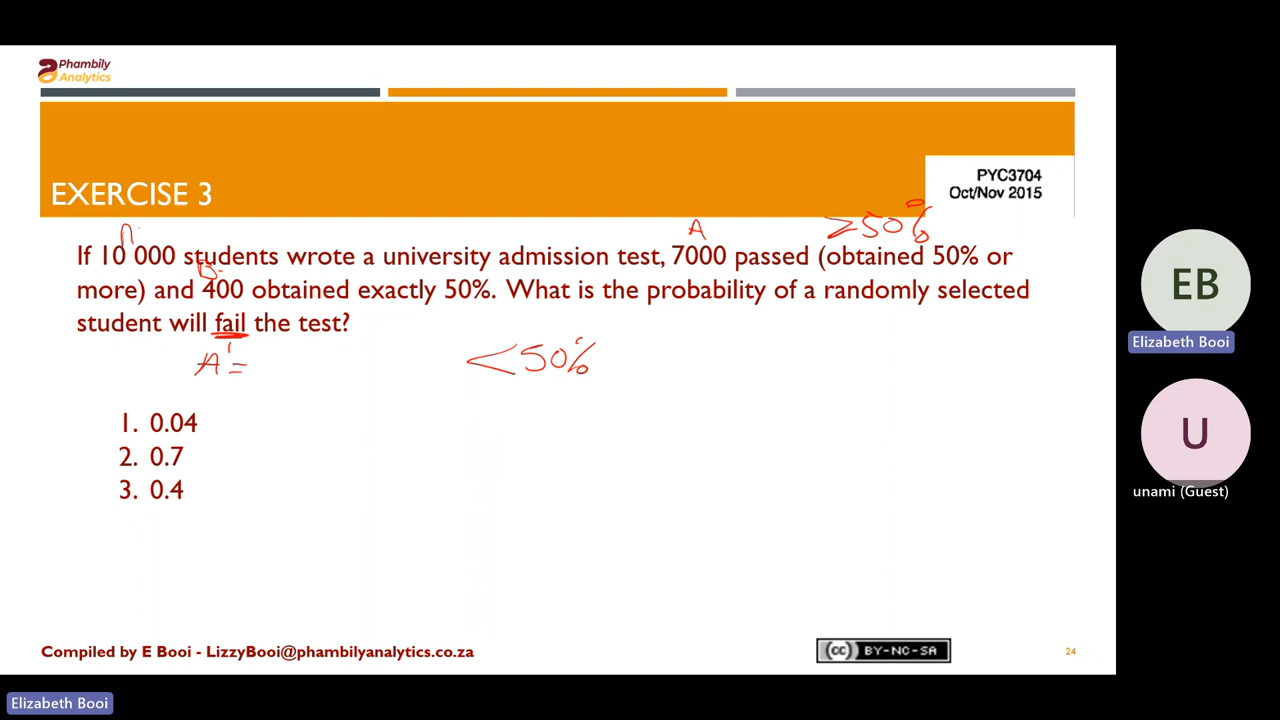 Phambily
Analytics
EXERCISE 3
PYC3704
Oct/Nov 2015
n
A
≥50%
If 10 000 students wrote a university admission test, 7000 passed (obtained 50% or
B
more) and 400 obtained exactly 50%. What is the probability of a randomly selected
student will fail the test?
A' =
<50%
1. 0.04
2. 0.7
3. 0.4
Compiled by E Booi - LizzyBooi@phambilyanalytics.co.za
(cc) BY-NC-SA
24
EB
Elizabeth Booi
U
unami (Guest)
Elizabeth Booi